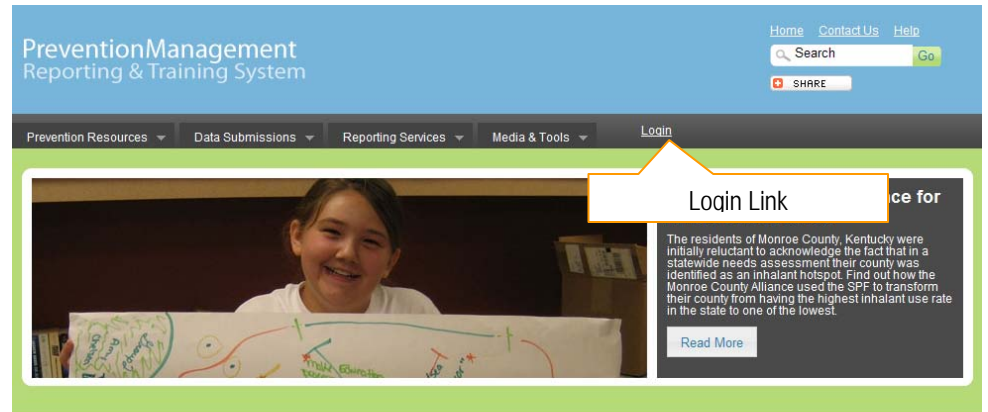 Home Contact Us Help
PreventionManagement
Reporting & Training System
Search Go
SHARE
Prevention Resources Data Submissions Reporting Services Media & Tools Login
Login Link
ce for
The residents of Monroe County, Kentucky were
initially reluctant to acknowledge the fact that in a
statewide needs assessment their county was
identified as an inhalant hotspot. Find out how the
Monroe County Alliance used the SPF to transform
their county from having the highest inhalant use rate
in the state to one of the lowest.
Read More